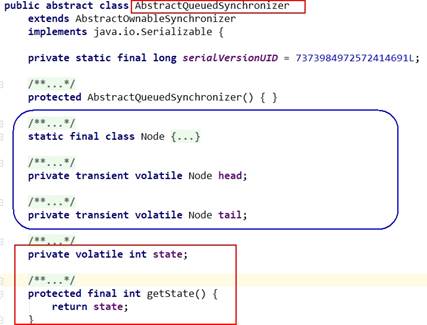 public abstract class AbstractQueuedSynchronizer
extends AbstractOwnableSynchronizer
implements java.io.Serializable {
private static final long serialVersionUID = 7373984972572414691L;
/**...*/
protected AbstractQueuedSynchronizer() { }
/**...*/
static final class Node {...}
/**...*/
private transient volatile Node head;
/**...*/
private transient volatile Node tail;
/**...*/
private volatile int state;
/**...*/
protected final int getState() {
return state;
}